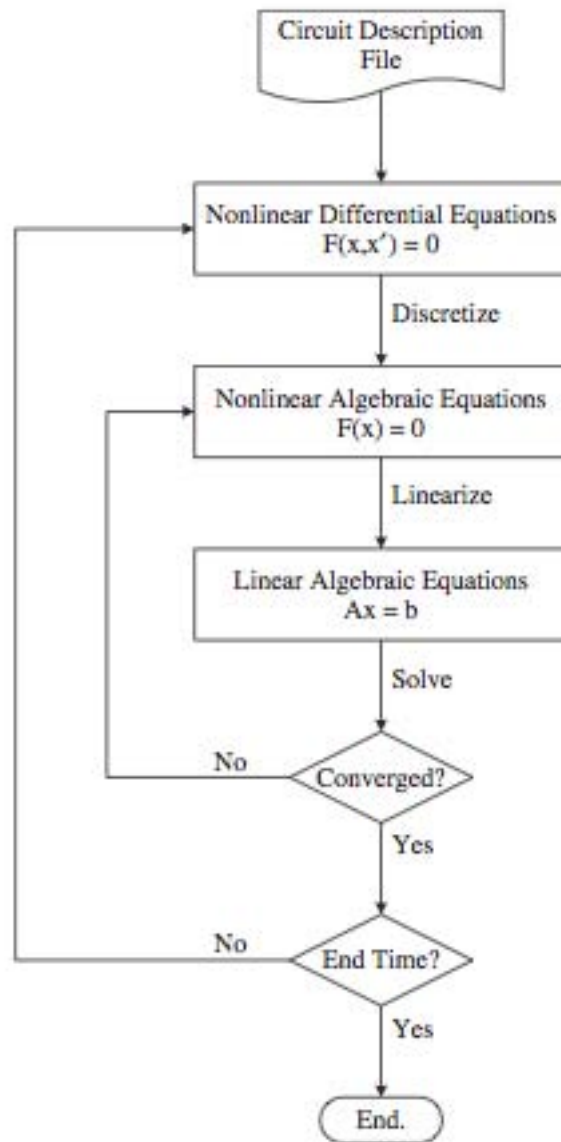 Circuit Description
File
Nonlinear Differential Equations
F(x,x′) = 0
Discretize
Nonlinear Algebraic Equations
F(x) = 0
Linearize
Linear Algebraic Equations
Ax = b
Solve
No
Converged?
Yes
No
End Time?
Yes
End.